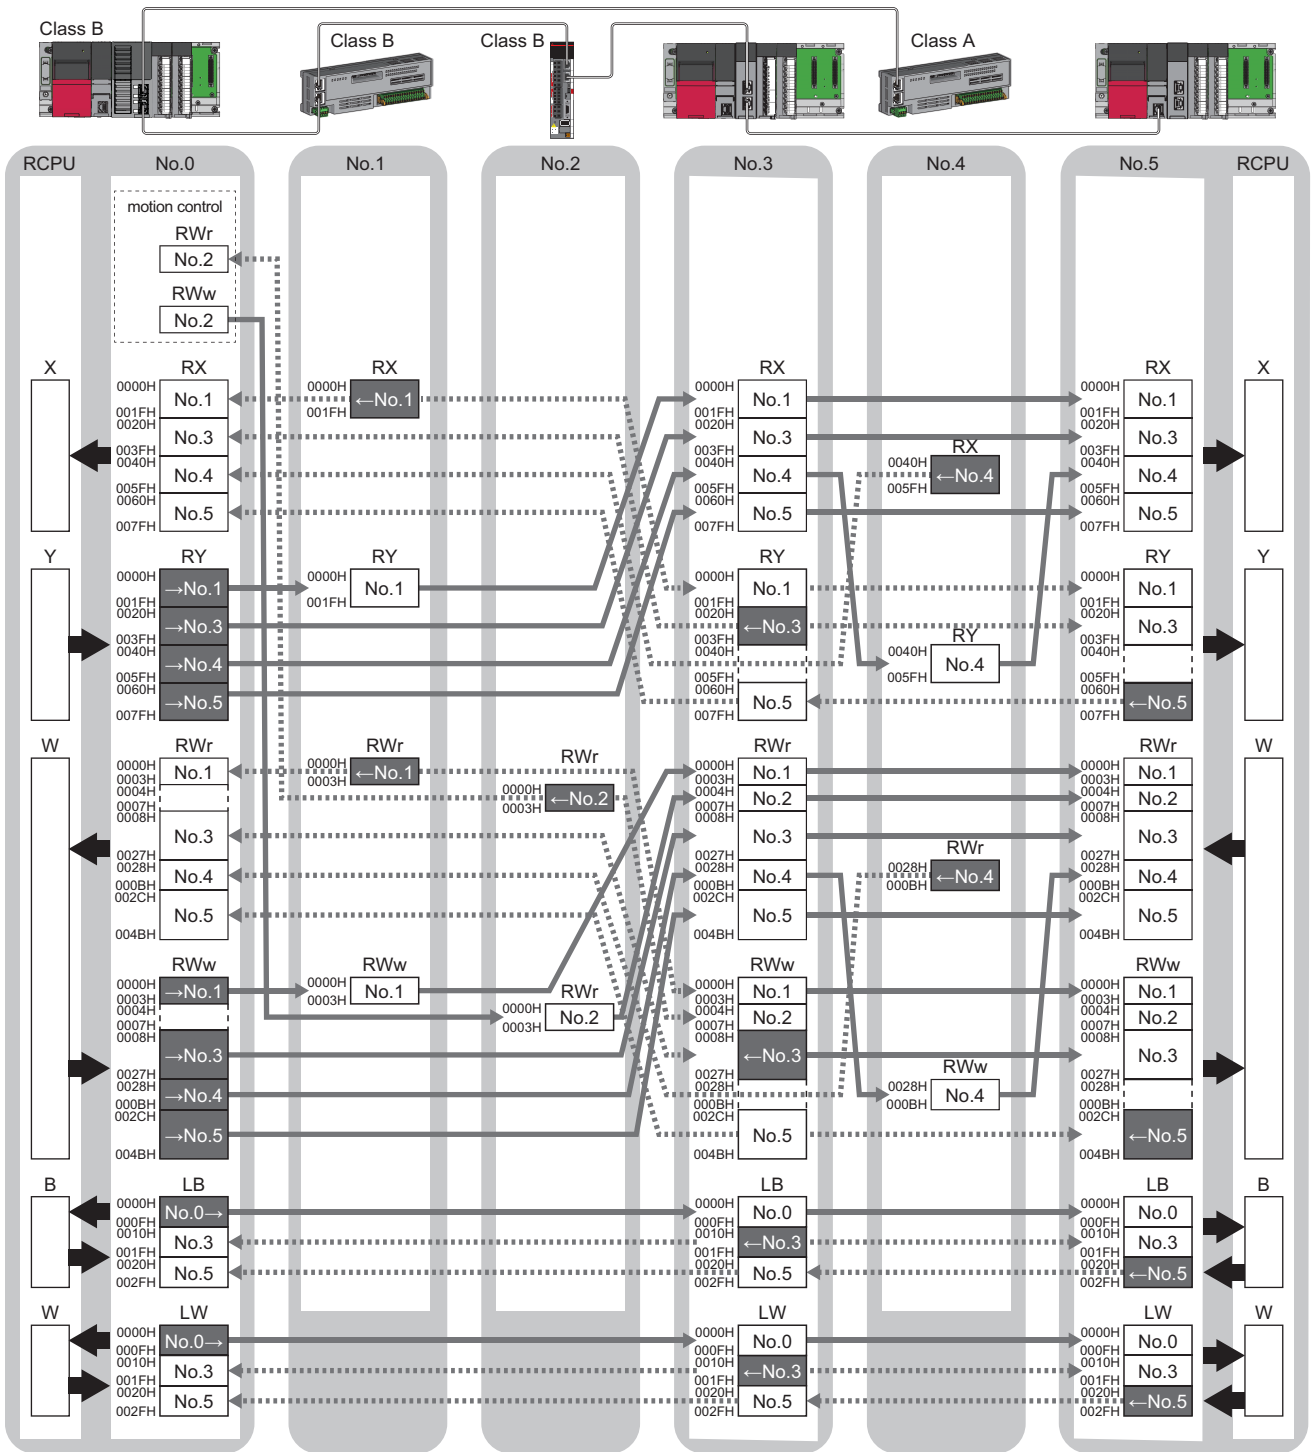 Class B
Class B
Class B
Class A
RCPU No.0 No.1 No.2 No.3 No.4 No.5 RCPU
motion control
RWr
No.2
RWw
No.2
X RX RX RX RX X
0000H No.1 001FH
0020H No.3 003FH
0040H No.4 005FH
0060H No.5 007FH
0000H ←No.1 001FH
0000H No.1 001FH
0020H No.3 003FH
0040H No.4 005FH
0060H No.5 007FH
RX
0040H ←No.4 005FH
0000H No.1 001FH
0020H No.3 003FH
0040H No.4 005FH
0060H No.5 007FH
Y RY RY RY RY Y
0000H →No.1 001FH
0020H →No.3 003FH
0040H →No.4 005FH
0060H →No.5 007FH
0000H No.1 001FH
0000H No.1 001FH
0020H ←No.3 003FH
0040H 005FH
0060H No.5 007FH
RY
0040H No.4 005FH
0000H No.1 001FH
0020H No.3 003FH
0040H 005FH
0060H ←No.5 007FH
W RWr RWr RWr RWr RWr W
0000H No.1 0003H
0004H 0007H
0008H No.3 0027H
0028H No.4 000BH
002CH No.5 004BH
0000H ←No.1 0003H
0000H ←No.2 0003H
0000H No.1 0003H
0004H No.2 0007H
0008H No.3 0027H
0028H No.4 000BH
002CH No.5 004BH
RWr
0028H ←No.4 000BH
0000H No.1 0003H
0004H No.2 0007H
0008H No.3 0027H
0028H No.4 000BH
002CH No.5 004BH
RWw RWw RWw RWw
0000H →No.1 0003H
0004H 0007H
0008H →No.3 0027H
0028H →No.4 000BH
002CH →No.5 004BH
0000H No.1 0003H
RWr
0000H No.2 0003H
0000H No.1 0003H
0004H No.2 0007H
0008H ←No.3 0027H
0028H 000BH
002CH No.5 004BH
RWw
0028H No.4 000BH
0000H No.1 0003H
0004H No.2 0007H
0008H No.3 0027H
0028H 000BH
002CH ←No.5 004BH
B LB LB LB B
0000H No.0→ 000FH
0010H No.3 001FH
0020H No.5 002FH
0000H No.0 000FH
0010H ←No.3 001FH
0020H No.5 002FH
0000H No.0 000FH
0010H No.3 001FH
0020H ←No.5 002FH
W LW LW LW W
0000H No.0→ 000FH
0010H No.3 001FH
0020H No.5 002FH
0000H No.0 000FH
0010H ←No.3 001FH
0020H No.5 002FH
0000H No.0 000FH
0010H No.3 001FH
0020H ←No.5 002FH